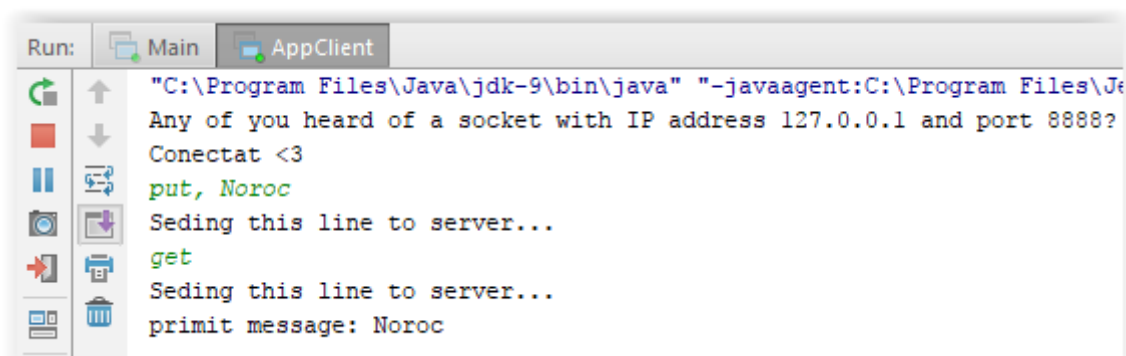 Run: Main AppClient
"C:\Program Files\Java\jdk-9\bin\java" "-javaagent:C:\Program Files\Je
Any of you heard of a socket with IP address 127.0.0.1 and port 8888?
Conectat <3
put, Noroc
Seding this line to server...
get
Seding this line to server...
primit message: Noroc